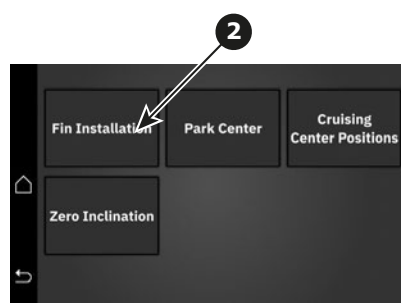 2
Fin Installation
Park Center
Cruising
Center Positions
Zero Inclination